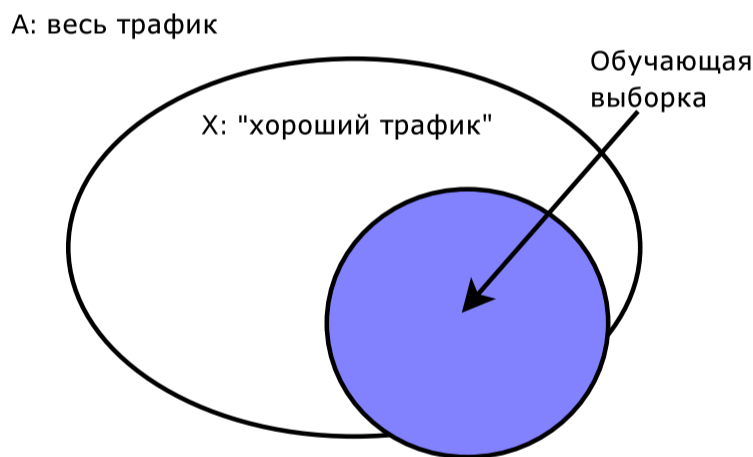 А: весь трафик
Обучающая
выборка
Х: "хороший трафик"